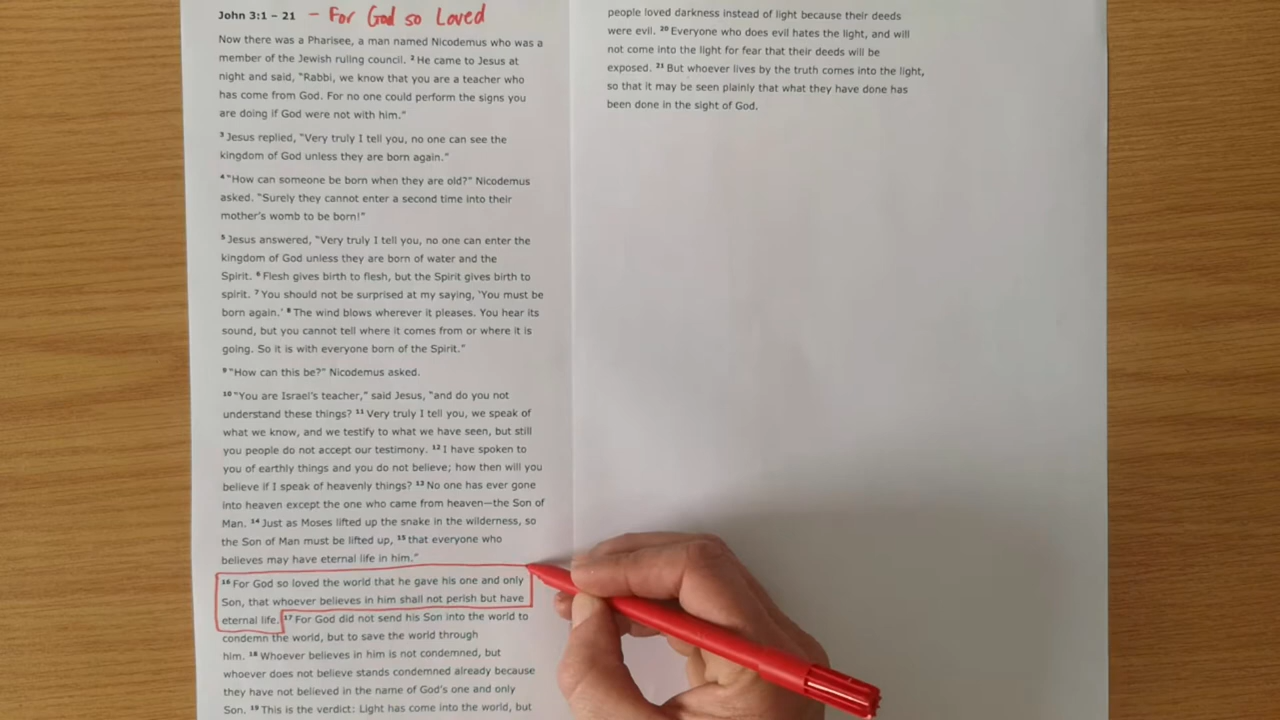 John 3:1 – 21 – For God so Loved
Now there was a Pharisee, a man named Nicodemus who was a
member of the Jewish ruling council. ² He came to Jesus at
night and said, “Rabbi, we know that you are a teacher who
has come from God. For no one could perform the signs you
are doing if God were not with him.”
³ Jesus replied, “Very truly I tell you, no one can see the
kingdom of God unless they are born again.”
⁴ “How can someone be born when they are old?” Nicodemus
asked. “Surely they cannot enter a second time into their
mother’s womb to be born!”
⁵ Jesus answered, “Very truly I tell you, no one can enter the
kingdom of God unless they are born of water and the
Spirit. ⁶ Flesh gives birth to flesh, but the Spirit gives birth to
spirit. ⁷ You should not be surprised at my saying, ‘You must be
born again.’ ⁸ The wind blows wherever it pleases. You hear its
sound, but you cannot tell where it comes from or where it is
going. So it is with everyone born of the Spirit.”
⁹ “How can this be?” Nicodemus asked.
¹⁰ “You are Israel’s teacher,” said Jesus, “and do you not
understand these things? ¹¹ Very truly I tell you, we speak of
what we know, and we testify to what we have seen, but still
you people do not accept our testimony. ¹² I have spoken to
you of earthly things and you do not believe; how then will you
believe if I speak of heavenly things? ¹³ No one has ever gone
into heaven except the one who came from heaven—the Son of
Man. ¹⁴ Just as Moses lifted up the snake in the wilderness, so
the Son of Man must be lifted up, ¹⁵ that everyone who
believes may have eternal life in him.”
¹⁶ For God so loved the world that he gave his one and only
Son, that whoever believes in him shall not perish but have
eternal life. ¹⁷ For God did not send his Son into the world to
condemn the world, but to save the world through
him. ¹⁸ Whoever believes in him is not condemned, but
whoever does not believe stands condemned already because
they have not believed in the name of God’s one and only
Son. ¹⁹ This is the verdict: Light has come into the world, but
people loved darkness instead of light because their deeds
were evil. ²⁰ Everyone who does evil hates the light, and will
not come into the light for fear that their deeds will be
exposed. ²¹ But whoever lives by the truth comes into the light,
so that it may be seen plainly that what they have done has
been done in the sight of God.